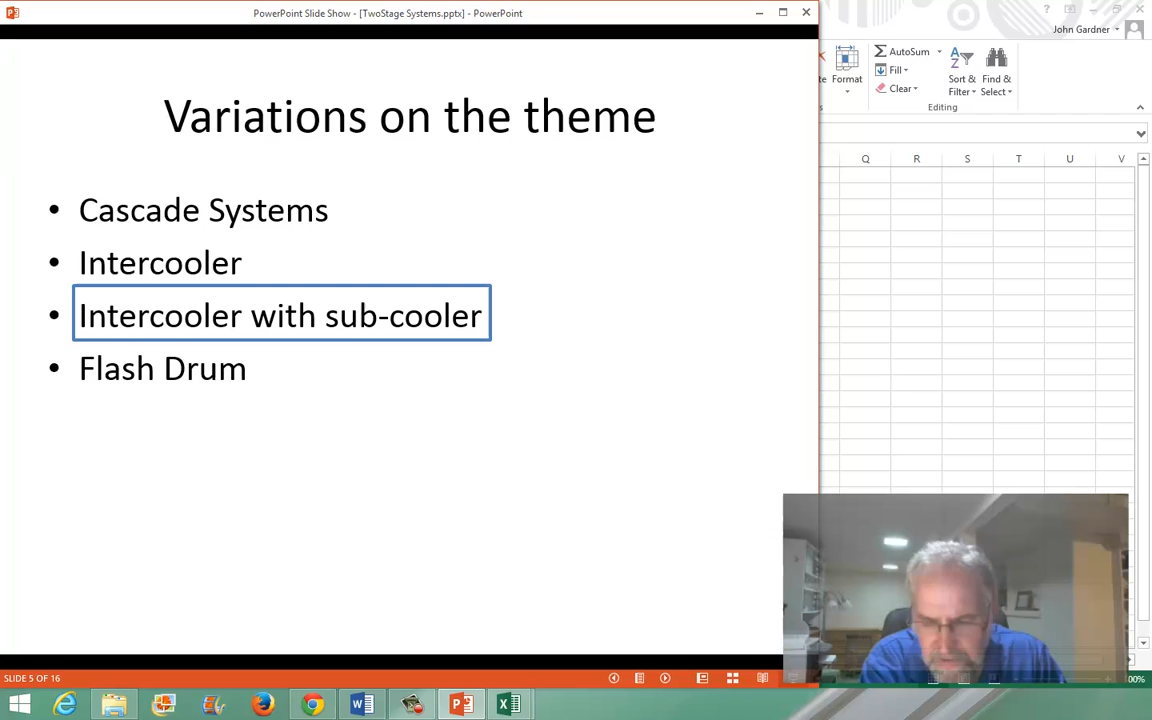 PowerPoint Slide Show - [TwoStage Systems.pptx] - PowerPoint
John Gardner
AutoSum
Fill
Clear
Format
Sort &
Filter
Find &
Select
Editing
Variations on the theme
Q R S T U V
• Cascade Systems
• Intercooler
• Intercooler with sub-cooler
• Flash Drum
SLIDE 5 OF 16
00%